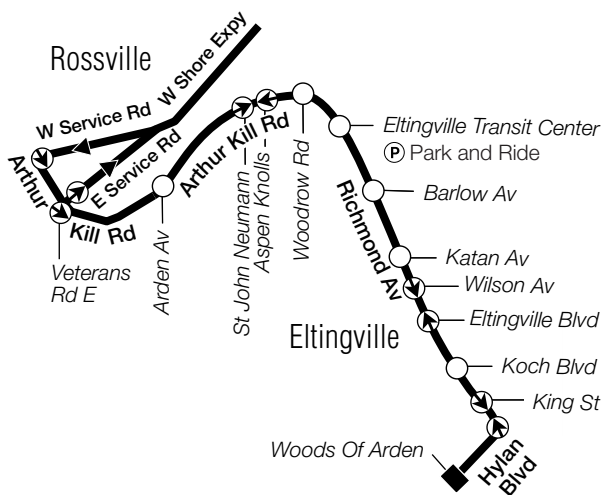 Rossville
W Shore Expy
W Service Rd
E Service Rd
Arthur
Kill Rd
Arthur Kill Rd
Veterans
Rd E
Arden Av
St John Neumann
Aspen Knolls
Woodrow Rd
Eltingville Transit Center
P Park and Ride
Barlow Av
Richmond Av
Katan Av
Wilson Av
Eltingville Blvd
Eltingville
Koch Blvd
King St
Woods Of Arden
Hylan
Blvd